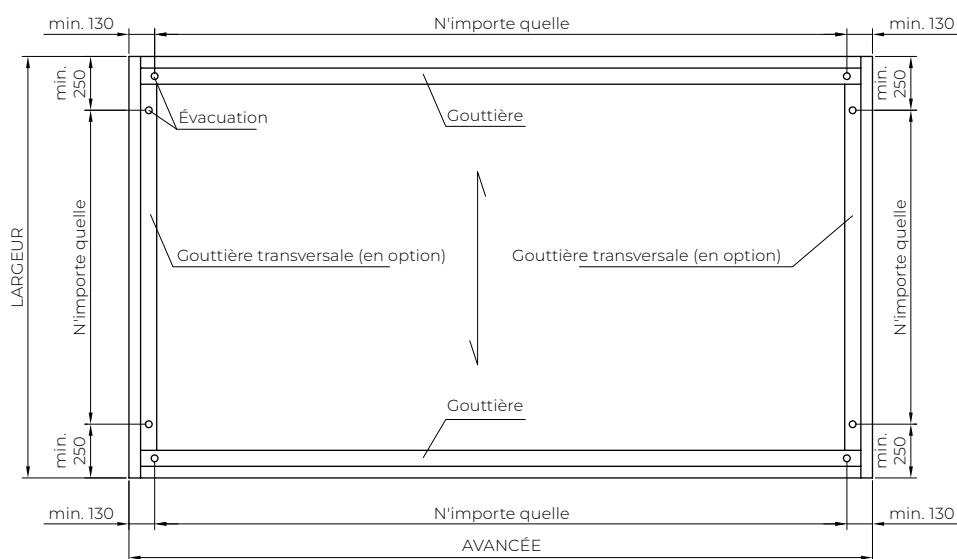 min. 130
N'importe quelle
min. 130
min.
250
min.
250
Évacuation
Gouttière
LARGEUR
N'importe quelle
Gouttière transversale (en option)
Gouttière transversale (en option)
N'importe quelle
Gouttière
min.
250
min.
250
min. 130
N'importe quelle
min. 130
AVANCÉE